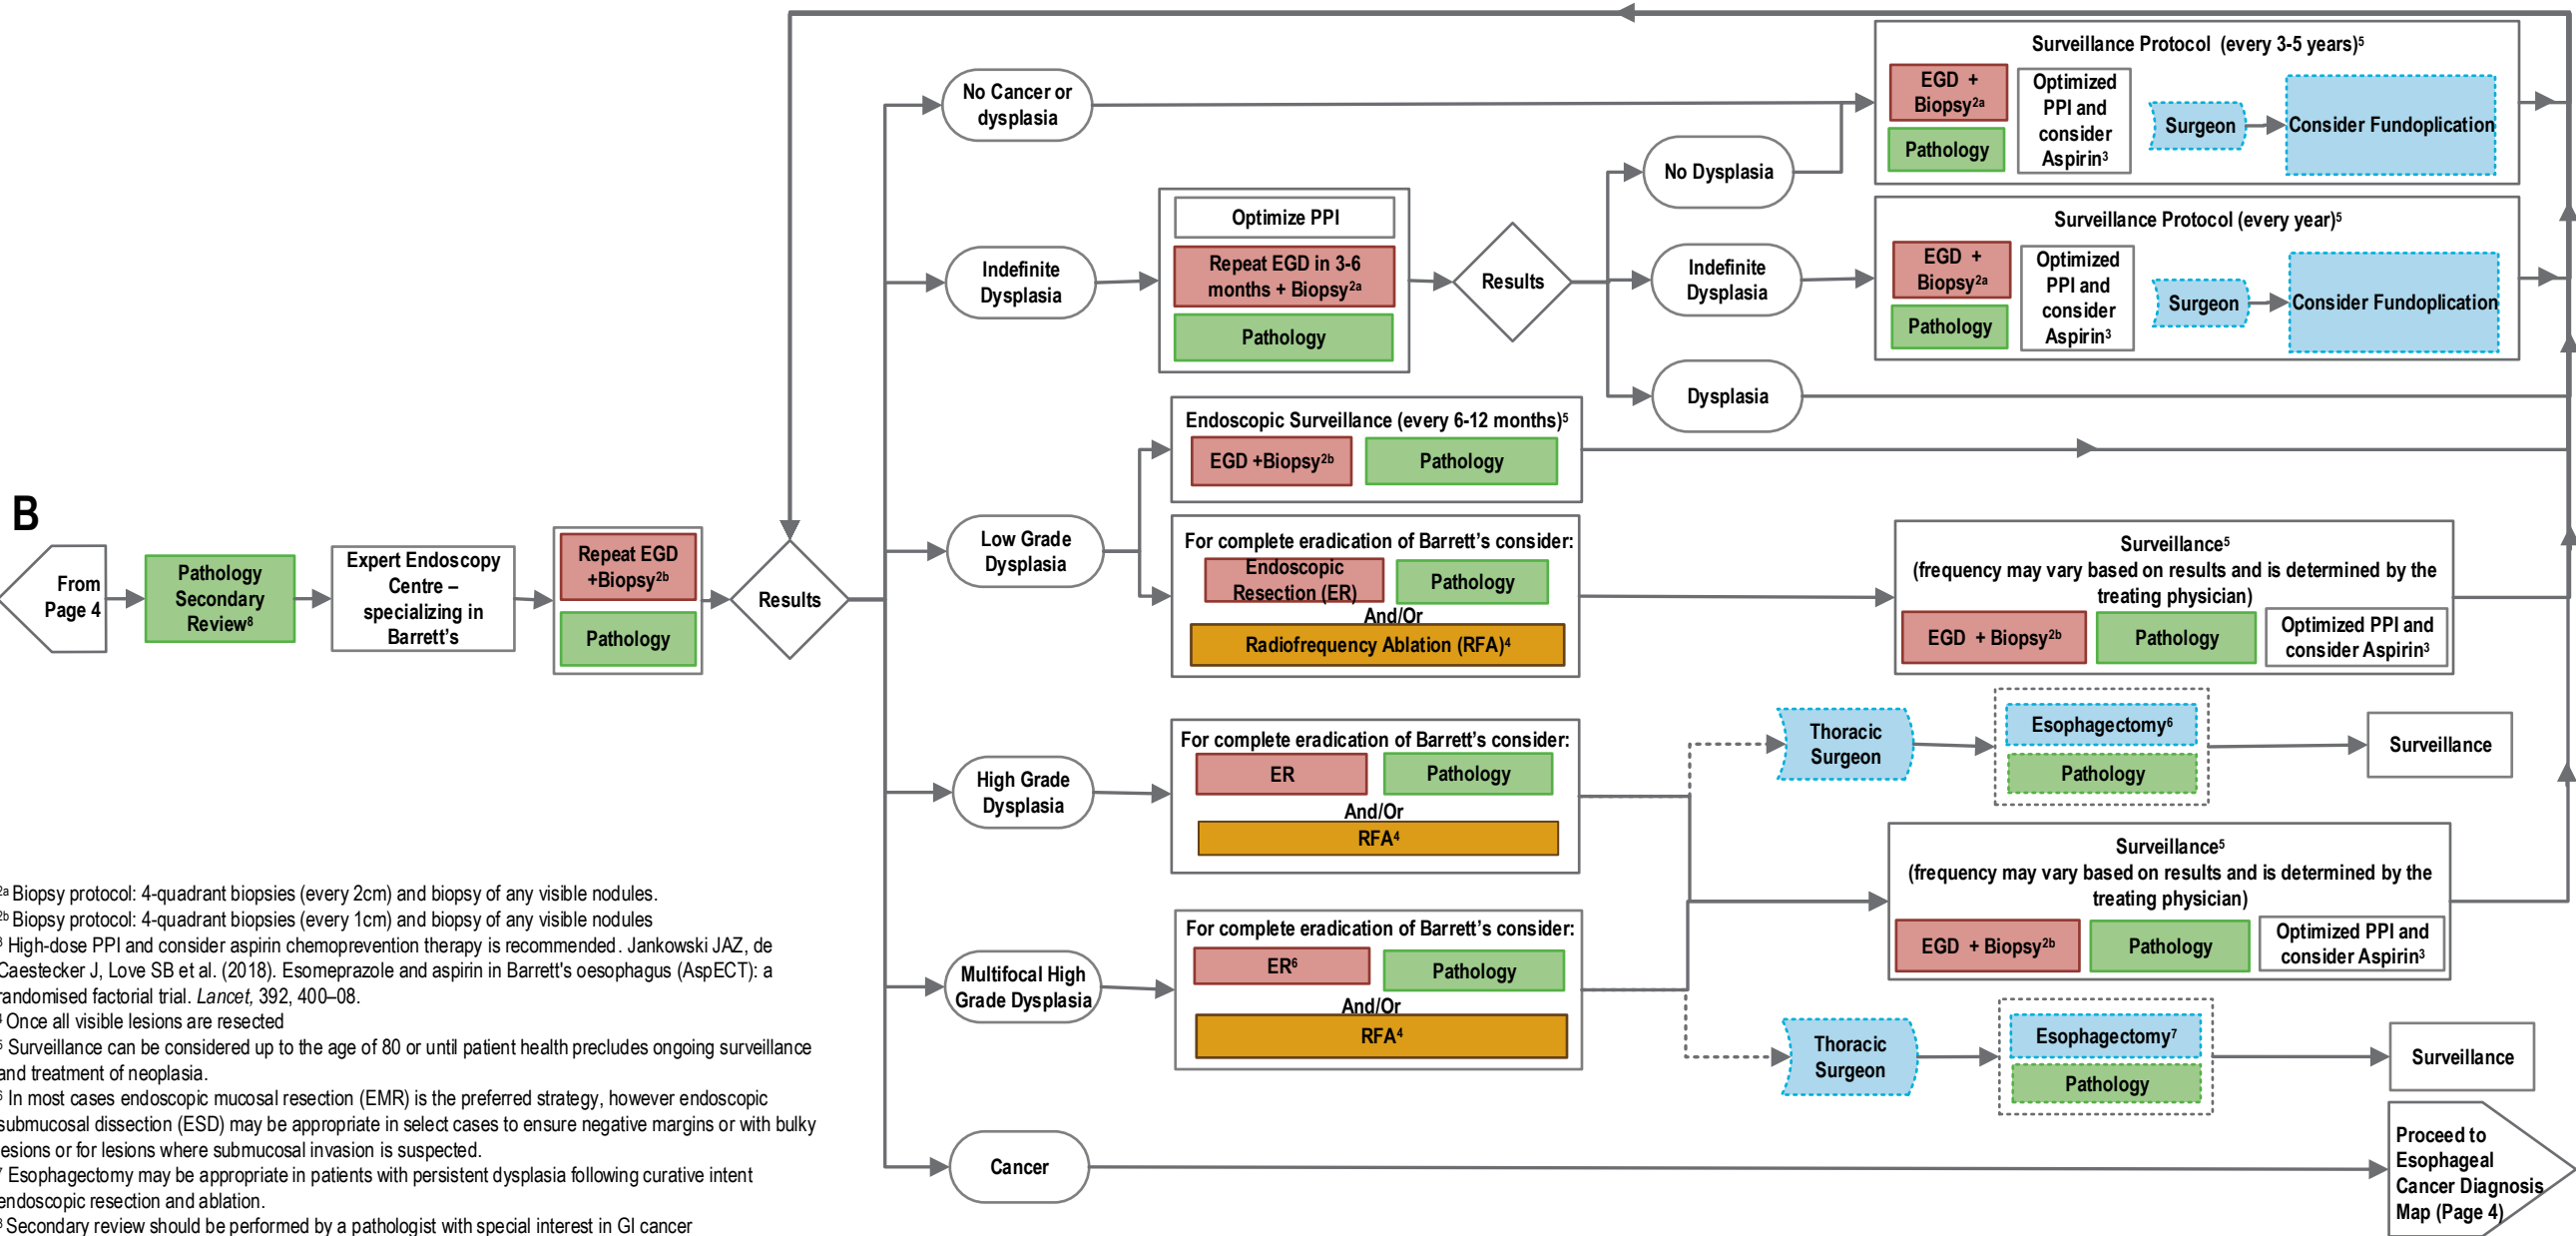 B
From
Page 4
Pathology
Secondary
Review8
Expert Endoscopy
Centre –
specializing in
Barrett's
Repeat EGD
+Biopsy2b
Pathology
Results
No Cancer or
dysplasia
Indefinite
Dysplasia
Optimize PPI
Repeat EGD in 3-6
months + Biopsy2a
Pathology
Results
No Dysplasia
Indefinite
Dysplasia
Dysplasia
Surveillance Protocol (every 3-5 years)5
EGD +
Biopsy2a
Pathology
Optimized
PPI and
consider
Aspirin3
Surgeon
Consider Fundoplication
Surveillance Protocol (every year)5
EGD +
Biopsy2a
Pathology
Optimized
PPI and
consider
Aspirin3
Surgeon
Consider Fundoplication
Low Grade
Dysplasia
Endoscopic Surveillance (every 6-12 months)5
EGD +Biopsy2b
Pathology
For complete eradication of Barrett's consider:
Endoscopic
Resection (ER)
Pathology
And/Or
Radiofrequency Ablation (RFA)4
Surveillance5
(frequency may vary based on results and is determined by the
treating physician)
EGD + Biopsy2b
Pathology
Optimized PPI and
consider Aspirin3
High Grade
Dysplasia
For complete eradication of Barrett's consider:
ER
Pathology
And/Or
RFA4
Thoracic
Surgeon
Esophagectomy6
Pathology
Surveillance
Surveillance5
(frequency may vary based on results and is determined by the
treating physician)
EGD + Biopsy2b
Pathology
Optimized PPI and
consider Aspirin3
Multifocal High
Grade Dysplasia
For complete eradication of Barrett's consider:
ER6
Pathology
And/Or
RFA4
Thoracic
Surgeon
Esophagectomy7
Pathology
Surveillance
Cancer
Proceed to
Esophageal
Cancer Diagnosis
Map (Page 4)
2a Biopsy protocol: 4-quadrant biopsies (every 2cm) and biopsy of any visible nodules.
2b Biopsy protocol: 4-quadrant biopsies (every 1cm) and biopsy of any visible nodules
3 High-dose PPI and consider aspirin chemoprevention therapy is recommended. Jankowski JAZ, de
Caestecker J, Love SB et al. (2018). Esomeprazole and aspirin in Barrett's oesophagus (AspECT): a
randomised factorial trial. Lancet, 392, 400–08.
4 Once all visible lesions are resected
5 Surveillance can be considered up to the age of 80 or until patient health precludes ongoing surveillance
and treatment of neoplasia.
6 In most cases endoscopic mucosal resection (EMR) is the preferred strategy, however endoscopic
submucosal dissection (ESD) may be appropriate in select cases to ensure negative margins or with bulky
lesions or for lesions where submucosal invasion is suspected.
7 Esophagectomy may be appropriate in patients with persistent dysplasia following curative intent
endoscopic resection and ablation.
8 Secondary review should be performed by a pathologist with special interest in GI cancer